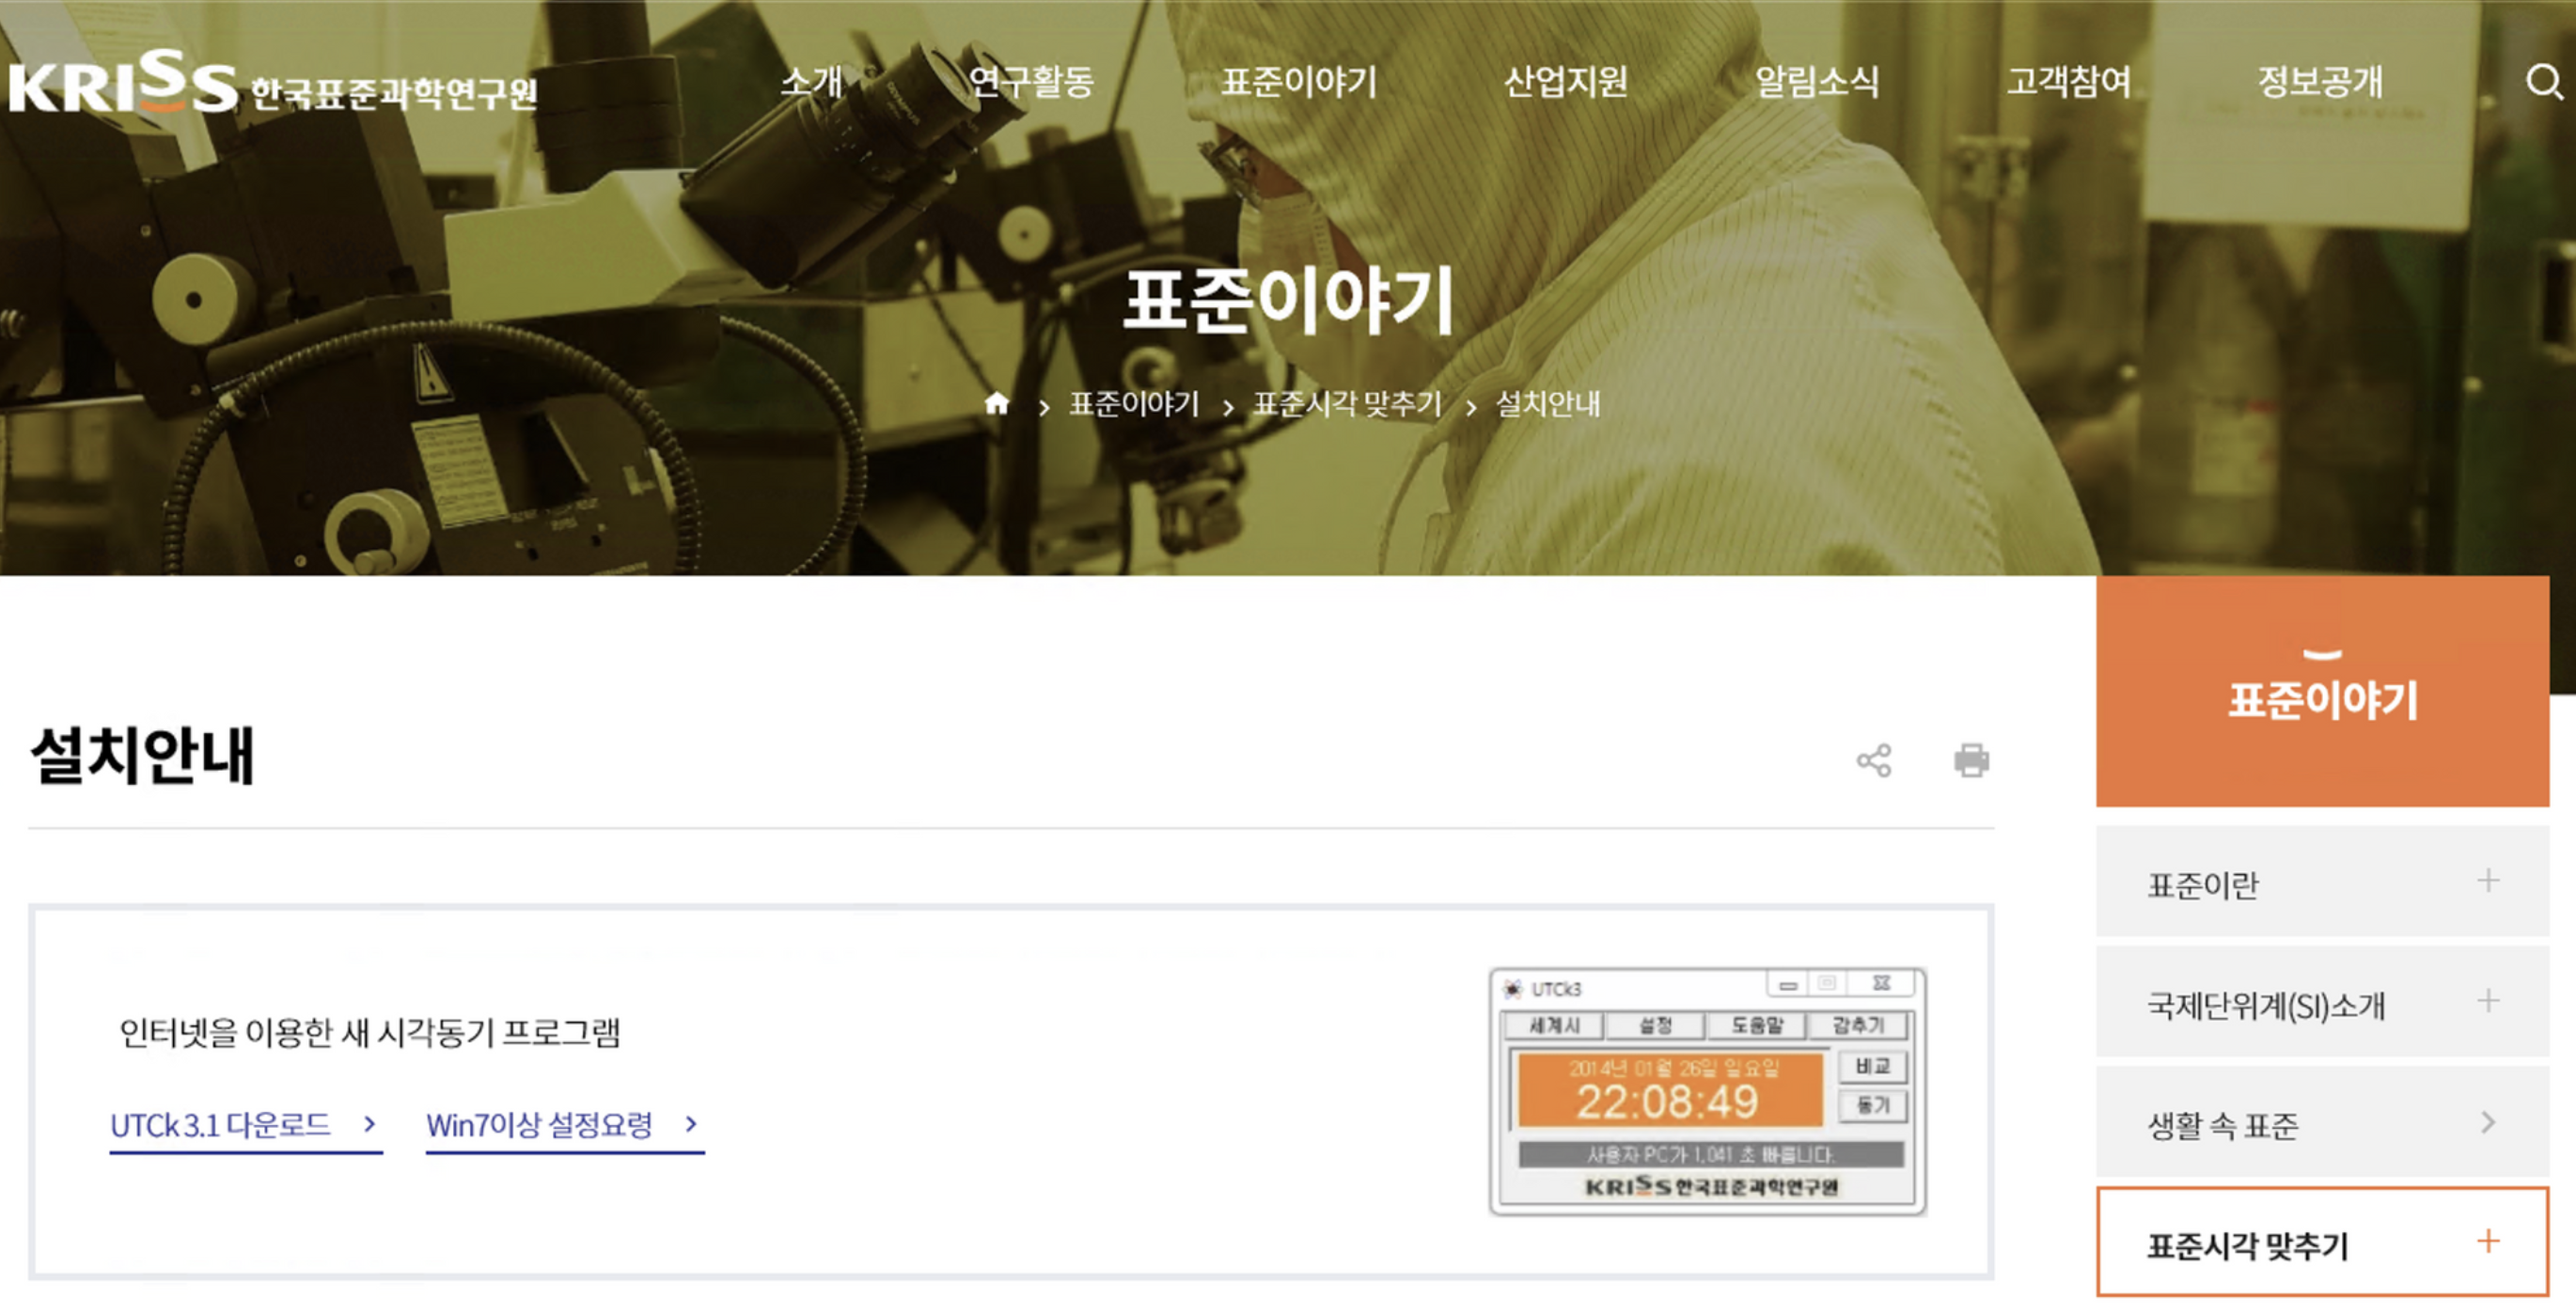 KRISS 한국표준과학연구원
소개 연구활동 표준이야기 산업지원 알림소식 고객참여 정보공개
표준이야기
표준이야기 > 표준시각 맞추기 > 설치안내
표준이야기
설치안내
표준이란 +
국제단위계(SI)소개 +
생활 속 표준 >
표준시각 맞추기 +
인터넷을 이용한 새 시각동기 프로그램
UTCk 3.1 다운로드 >
Win7이상 설정요령 >
UTCk3
세계시 설정 도움말 감추기
2014년 01월 26일 일요일
22:08:49
비교
동기
사용자 PC가 1,041 초 빠릅니다.
KRISS 한국표준과학연구원